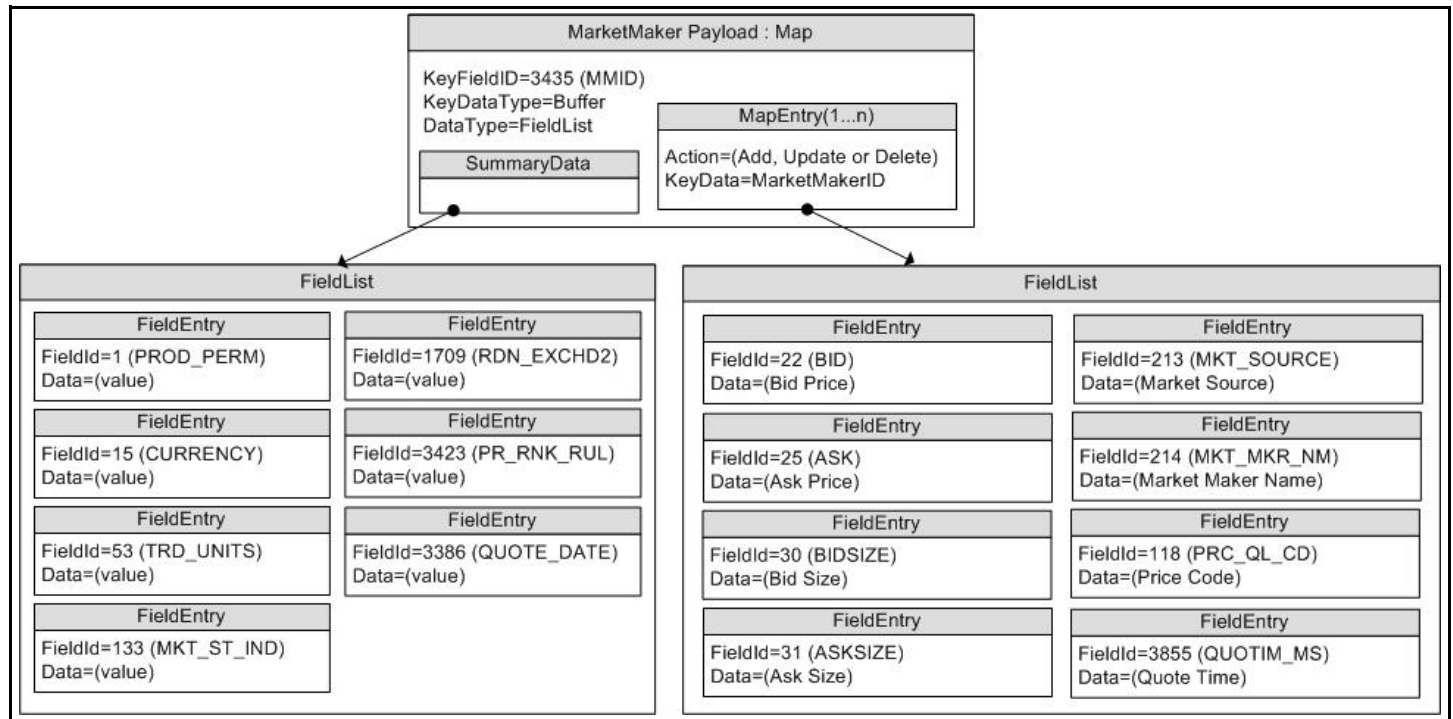 MarketMaker Payload : Map
KeyFieldID=3435 (MMID)
KeyDataType=Buffer
DataType=FieldList
SummaryData
MapEntry(1...n)
Action=(Add, Update or Delete)
KeyData=MarketMakerID
FieldList
FieldEntry
FieldId=1 (PROD_PERM)
Data=(value)
FieldEntry
FieldId=1709 (RDN_EXCHD2)
Data=(value)
FieldEntry
FieldId=15 (CURRENCY)
Data=(value)
FieldEntry
FieldId=3423 (PR_RNK_RUL)
Data=(value)
FieldEntry
FieldId=53 (TRD_UNITS)
Data=(value)
FieldEntry
FieldId=3386 (QUOTE_DATE)
Data=(value)
FieldEntry
FieldId=133 (MKT_ST_IND)
Data=(value)
FieldList
FieldEntry
FieldId=22 (BID)
Data=(Bid Price)
FieldEntry
FieldId=213 (MKT_SOURCE)
Data=(Market Source)
FieldEntry
FieldId=25 (ASK)
Data=(Ask Price)
FieldEntry
FieldId=214 (MKT_MKR_NM)
Data=(Market Maker Name)
FieldEntry
FieldId=30 (BIDSIZE)
Data=(Bid Size)
FieldEntry
FieldId=118 (PRC_QL_CD)
Data=(Price Code)
FieldEntry
FieldId=31 (ASKSIZE)
Data=(Ask Size)
FieldEntry
FieldId=3855 (QUOTIM_MS)
Data=(Quote Time)